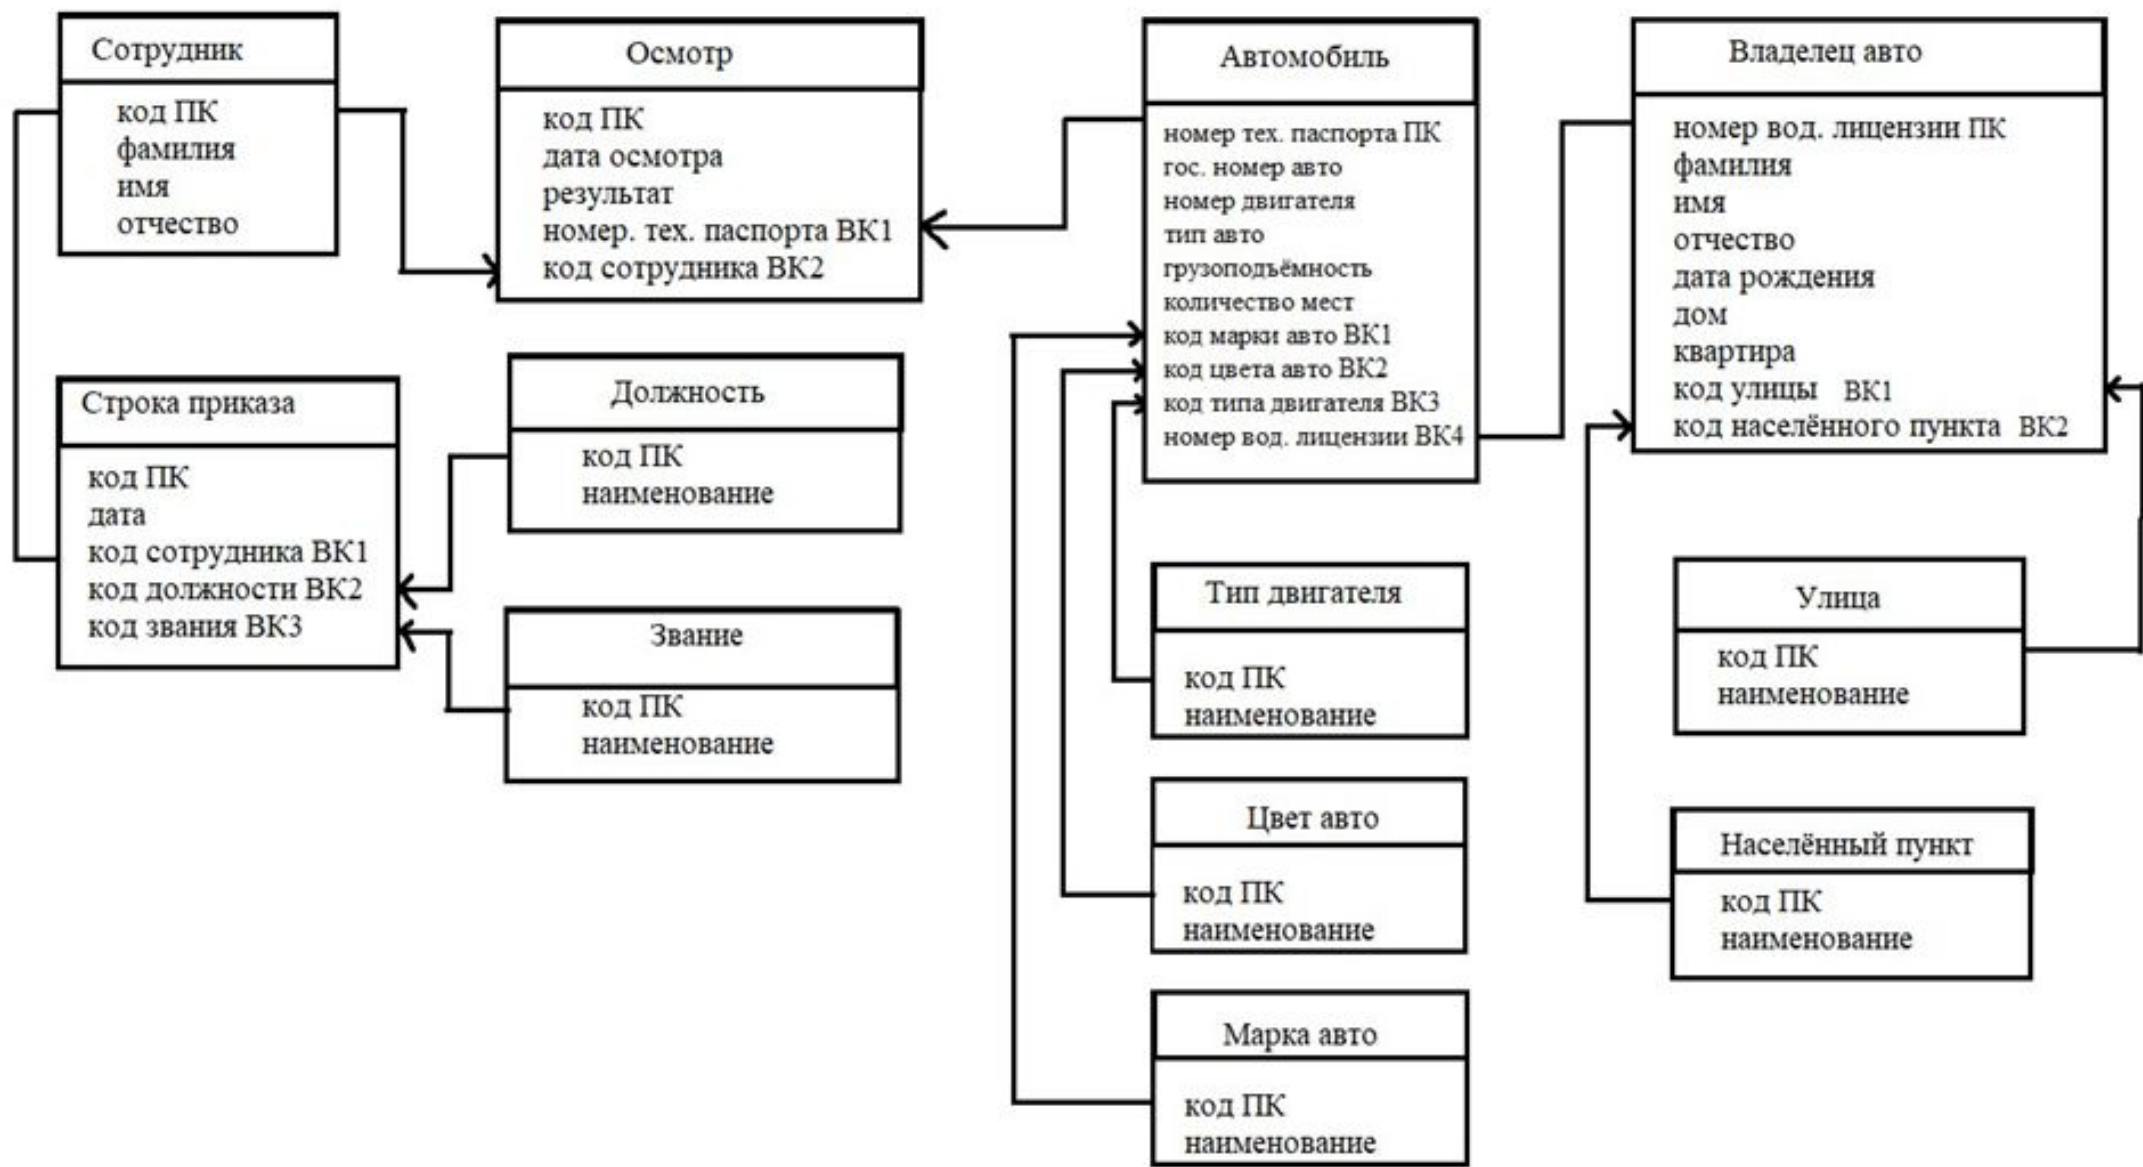 Сотрудник
код ПК
фамилия
имя
отчество
Осмотр
код ПК
дата осмотра
результат
номер. тех. паспорта ВК1
код сотрудника ВК2
Автомобиль
номер тех. паспорта ПК
гос. номер авто
номер двигателя
тип авто
грузоподъёмность
количество мест
код марки авто ВК1
код цвета авто ВК2
код типа двигателя ВК3
номер вод. лицензии ВК4
Владелец авто
номер вод. лицензии ПК
фамилия
имя
отчество
дата рождения
дом
квартира
код улицы ВК1
код населённого пункта ВК2
Строка приказа
код ПК
дата
код сотрудника ВК1
код должности ВК2
код звания ВК3
Должность
код ПК
наименование
Звание
код ПК
наименование
Тип двигателя
код ПК
наименование
Цвет авто
код ПК
наименование
Марка авто
код ПК
наименование
Улица
код ПК
наименование
Населённый пункт
код ПК
наименование